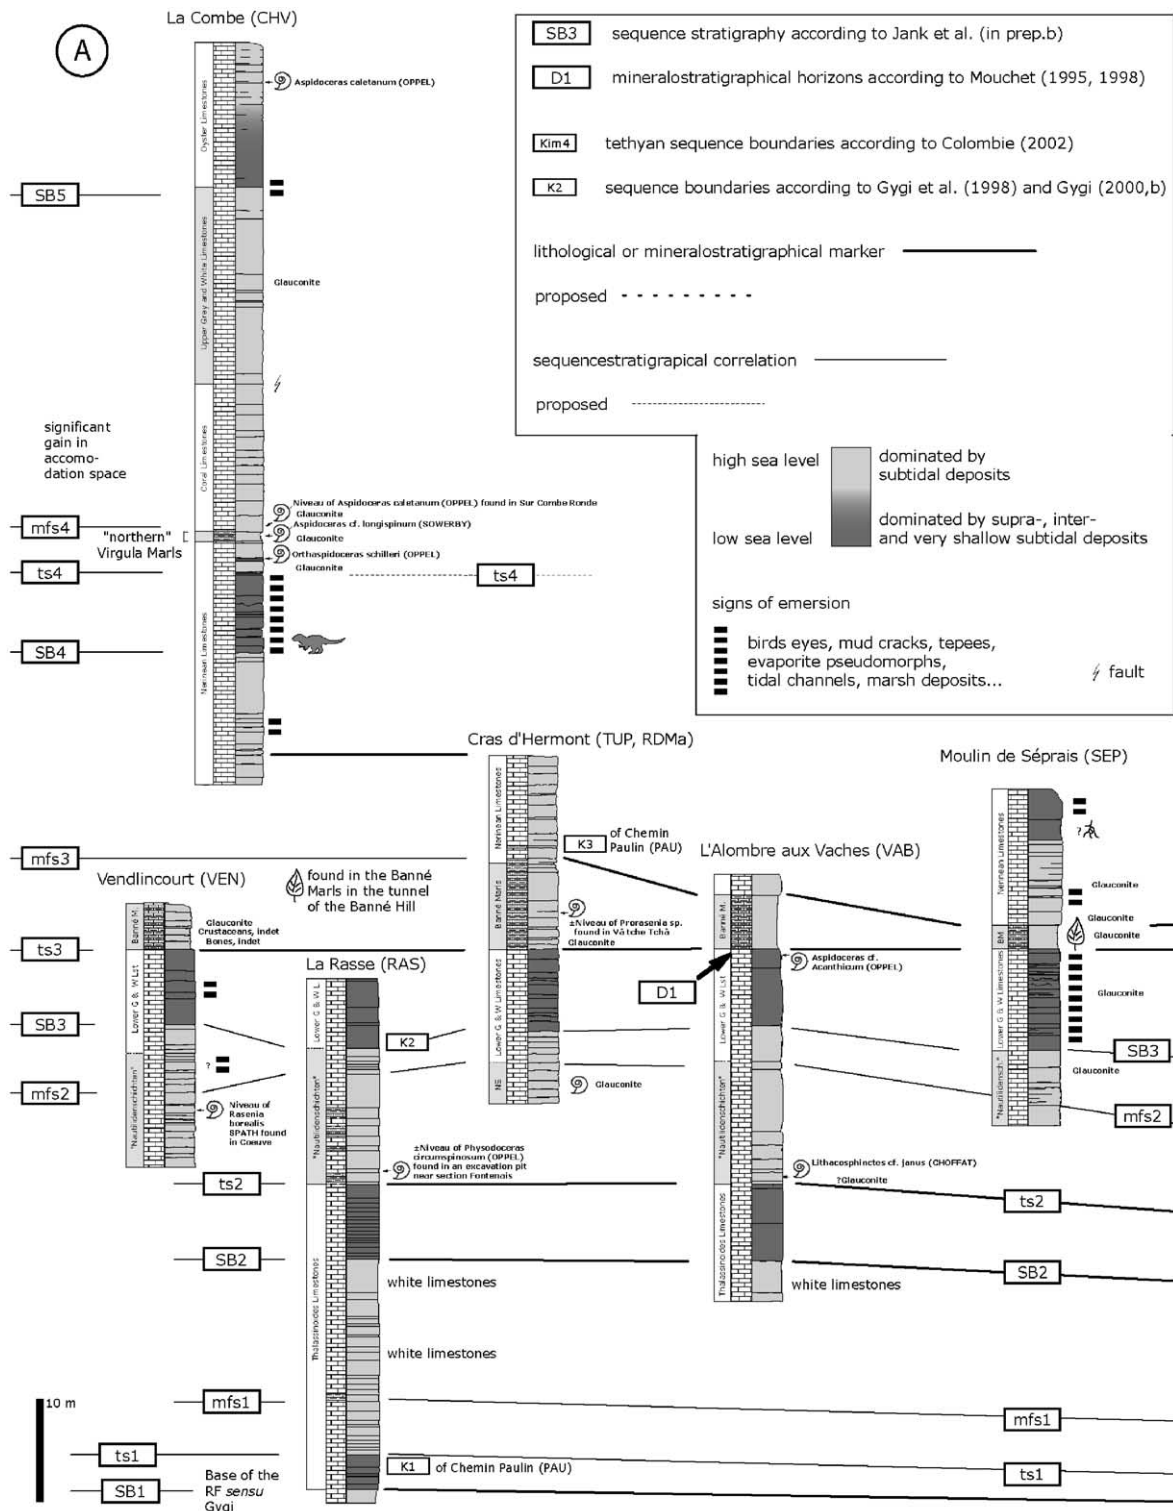 A
La Combe (CHV)
Oyster Limestones
Aspidoceras caletanum (OPPEL)
SB5
Upper Grey and White Limestones
Glauconite
significant
gain in
accomo-
dation space
Coral Limestones
Niveau of Aspidoceras caletanum (OPPEL) found in Sur Combe Ronde
Glauconite
mfs4
Aspidoceras cf. longispinum (SOWERBY)
"northern"
Virgula Marls
Glauconite
Orthaspidoceras schilleri (OPPEL)
ts4
Glauconite
ts4
Nerinean Limestones
SB4
SB3 sequence stratigraphy according to Jank et al. (in prep.b)
D1 mineralostratigraphical horizons according to Mouchet (1995, 1998)
Kim4 tethyan sequence boundaries according to Colombie (2002)
K2 sequence boundaries according to Gygi et al. (1998) and Gygi (2000,b)
lithological or mineralostratigraphical marker
proposed
sequencestratigrapical correlation
proposed
high sea level
dominated by
subtidal deposits
low sea level
dominated by supra-, inter-
and very shallow subtidal deposits
signs of emersion
birds eyes, mud cracks, tepees,
evaporite pseudomorphs,
tidal channels, marsh deposits...
fault
Cras d'Hermont (TUP, RDMa)
Nerinean Limestones
K3 of Chemin
Paulin (PAU)
Banné Marls
±Niveau of Prorasenia sp.
found in Vâtche Tchâ
Glauconite
Lower G & W Limestones
NS
Glauconite
Moulin de Séprais (SEP)
Nerinean Limestones
?
Glauconite
Glauconite
BM
Glauconite
Lower G & W Limestones
Glauconite
SB3
"Nautilidensch."
Glauconite
mfs2
L'Alombre aux Vaches (VAB)
Banné M.
Aspidoceras cf.
Acanthicum (OPPEL)
D1
Lower G & W Lst
"Nautilidenschichten"
Lithacosphinctes cf. janus (CHOFFAT)
?Glauconite
Thalassinoides Limestones
white limestones
mfs3
Vendlincourt (VEN)
found in the Banné
Marls in the tunnel
of the Banné Hill
Banné M.
Glauconite
Crustaceans, indet
Bones, indet
ts3
Lower G & W Lst
SB3
?
mfs2
"Nautilidenschichten"
Niveau of
Rasenia
borealis
SPATH found
in Coeuve
La Rasse (RAS)
Lower G & W L.
K2
"Nautilidenschichten"
±Niveau of Physodoceras
circumspinosum (OPPEL)
found in an excavation pit
near section Fontenais
ts2
ts2
SB2
SB2
Thalassinoides Limestones
white limestones
white limestones
mfs1
mfs1
10 m
ts1
ts1
K1 of Chemin Paulin (PAU)
SB1
Base of the
RF sensu
Gygi